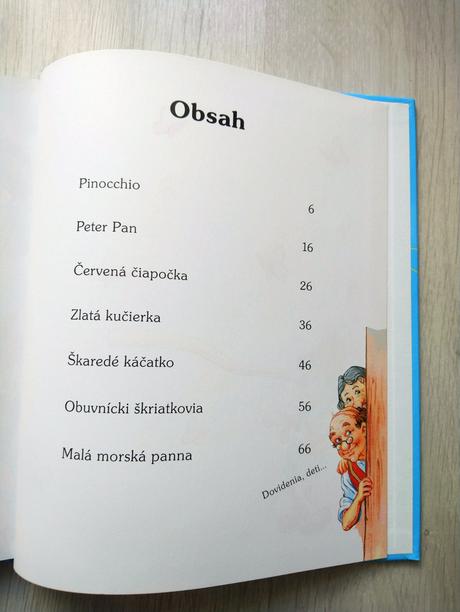 Obsah
Pinocchio 6
Peter Pan 16
Červená čiapočka 26
Zlatá kučierka 36
Škaredé káčatko 46
Obuvnícki škriatkovia 56
Malá morská panna 66
Dovidenia, deti...